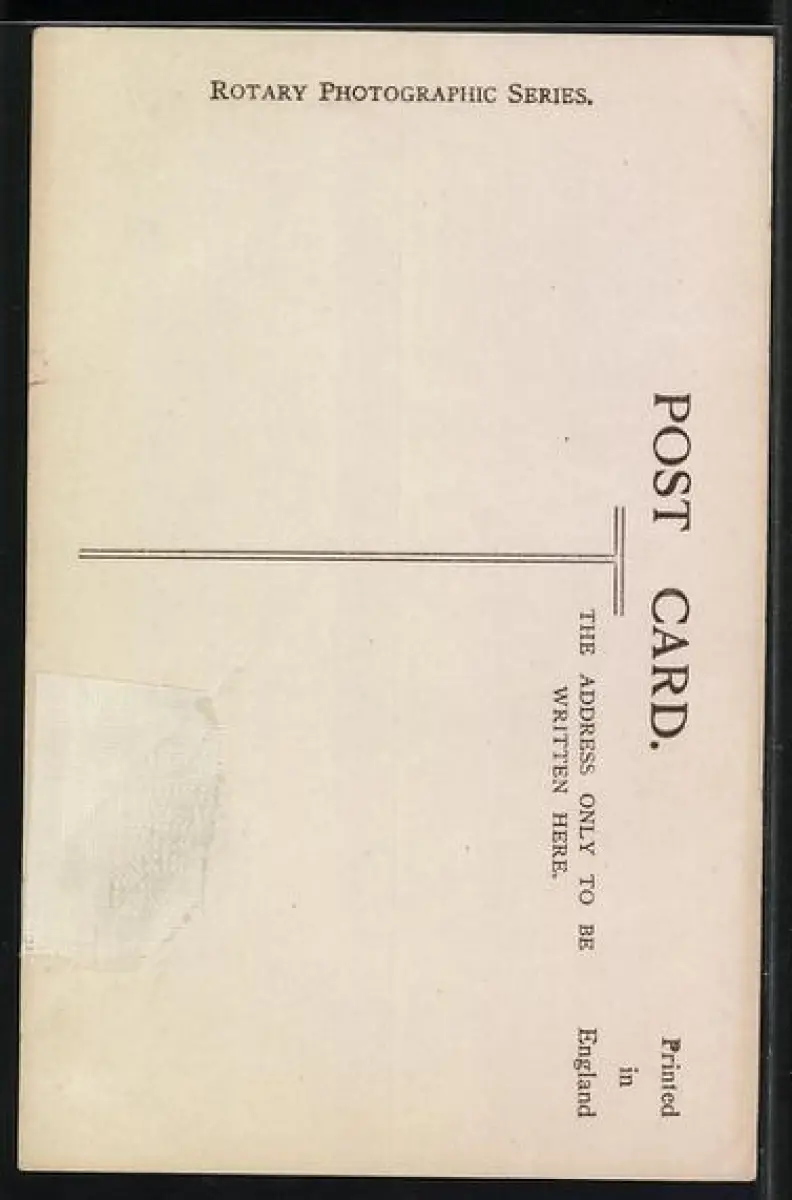 ROTARY PHOTOGRAPHIC SERIES.
POST CARD.
THE ADDRESS ONLY TO BE
WRITTEN HERE.
Printed
in
England